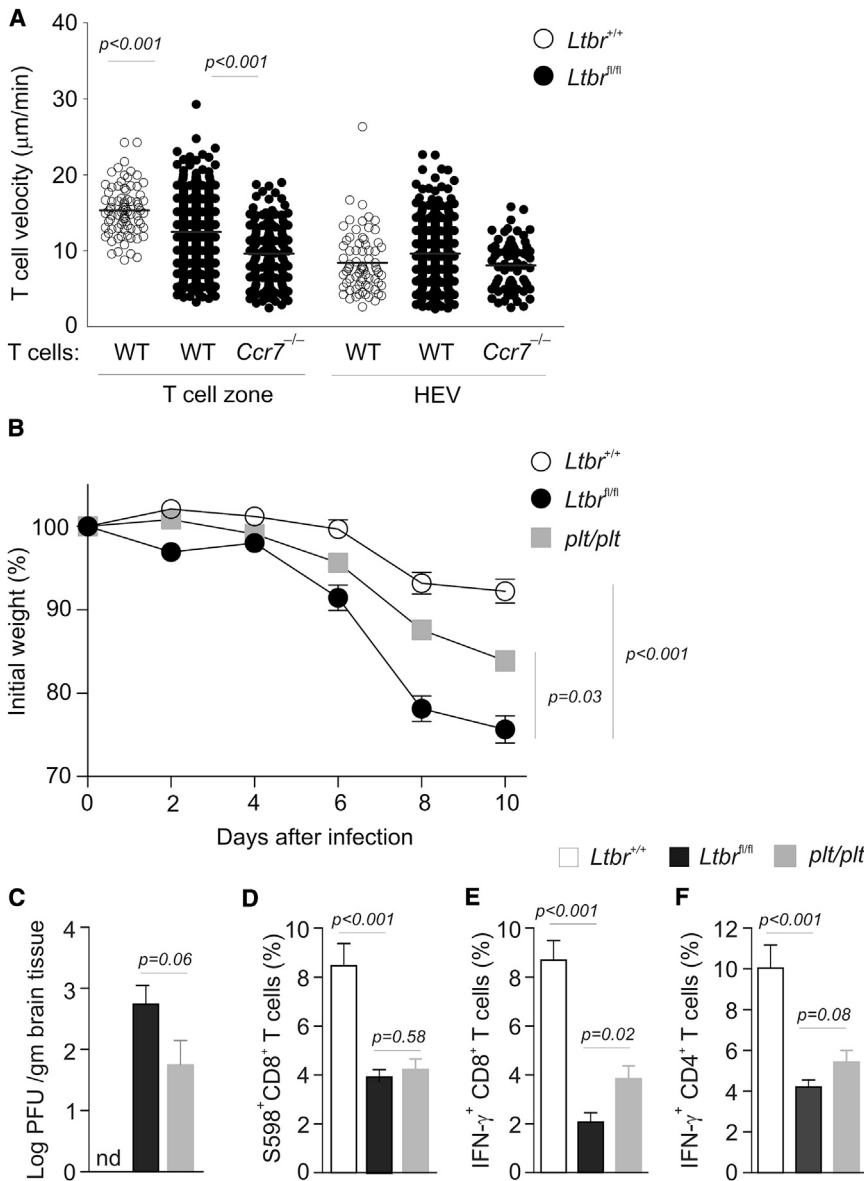 A
T cell velocity (μm/min)
40
30
20
10
0
p<0.001
p<0.001
Ltbr+/+
Ltbrfl/fl
T cells: WT WT Ccr7–/– WT WT Ccr7–/–
T cell zone HEV
B
Initial weight (%)
100
90
80
70
0 2 4 6 8 10
Days after infection
Ltbr+/+
Ltbrfl/fl
plt/plt
p<0.001
p=0.03
Ltbr+/+ Ltbrfl/fl plt/plt
C
Log PFU /gm brain tissue
4
3
2
1
0
nd
p=0.06
D
S598+CD8+ T cells (%)
10
8
6
4
2
0
p<0.001
p=0.58
E
IFN-γ+ CD8+ T cells (%)
10
8
6
4
2
0
p<0.001
p=0.02
F
IFN-γ+ CD4+ T cells (%)
12
10
8
6
4
2
0
p<0.001
p=0.08